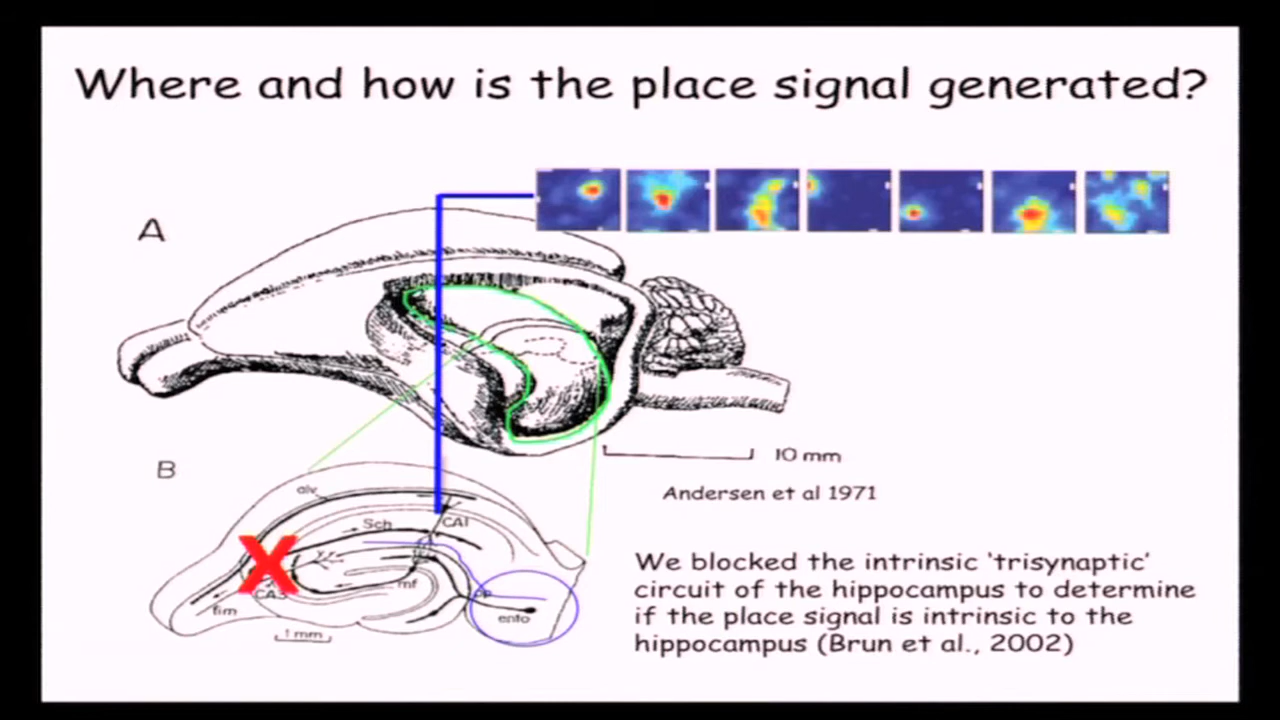 Where and how is the place signal generated?
A
10 mm
B
Andersen et al 1971
alv
Sch
CA1
We blocked the intrinsic 'trisynaptic'
circuit of the hippocampus to determine
if the place signal is intrinsic to the
hippocampus (Brun et al., 2002)
X
CA3
mf
pp
fim
ento
1 mm